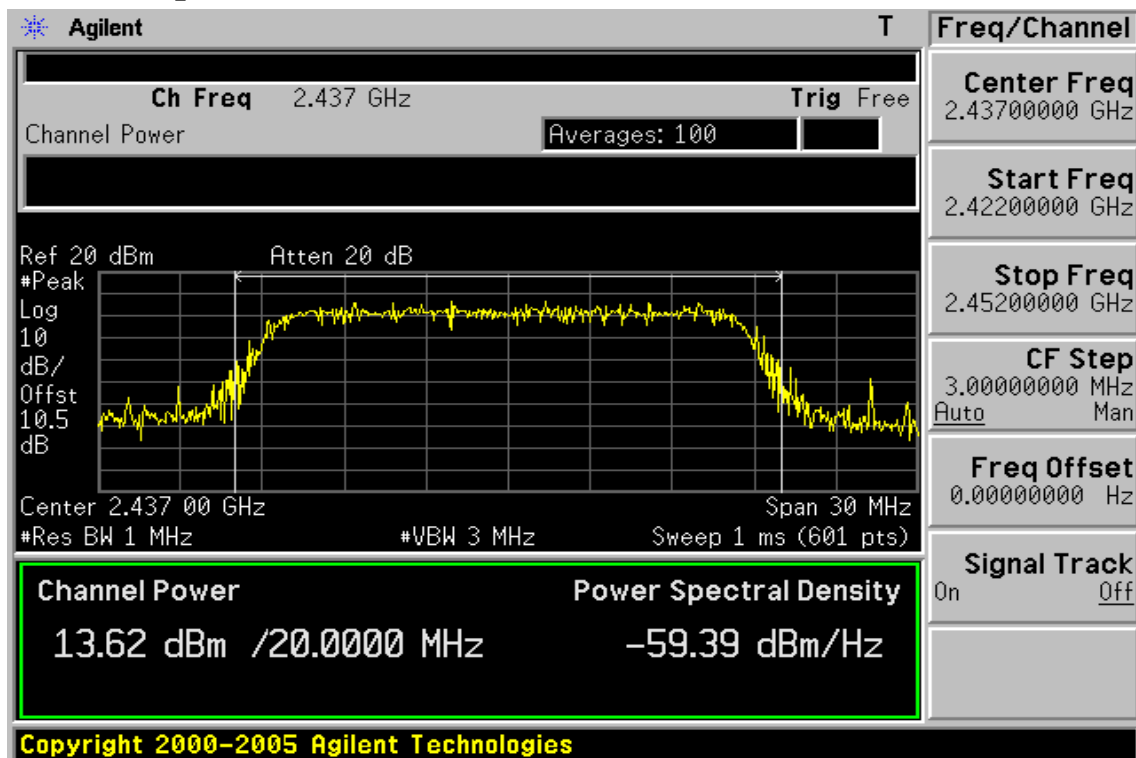 Agilent T
Ch Freq 2.437 GHz Trig Free
Channel Power Averages: 100
Ref 20 dBm Atten 20 dB
#Peak
Log
10
dB/
Offst
10.5
dB
Center 2.437 00 GHz Span 30 MHz
#Res BW 1 MHz #VBW 3 MHz Sweep 1 ms (601 pts)
Channel Power Power Spectral Density
13.62 dBm /20.0000 MHz -59.39 dBm/Hz
Copyright 2000-2005 Agilent Technologies
Freq/Channel
Center Freq
2.43700000 GHz
Start Freq
2.42200000 GHz
Stop Freq
2.45200000 GHz
CF Step
3.00000000 MHz
Auto Man
Freq Offset
0.00000000 Hz
Signal Track
On Off